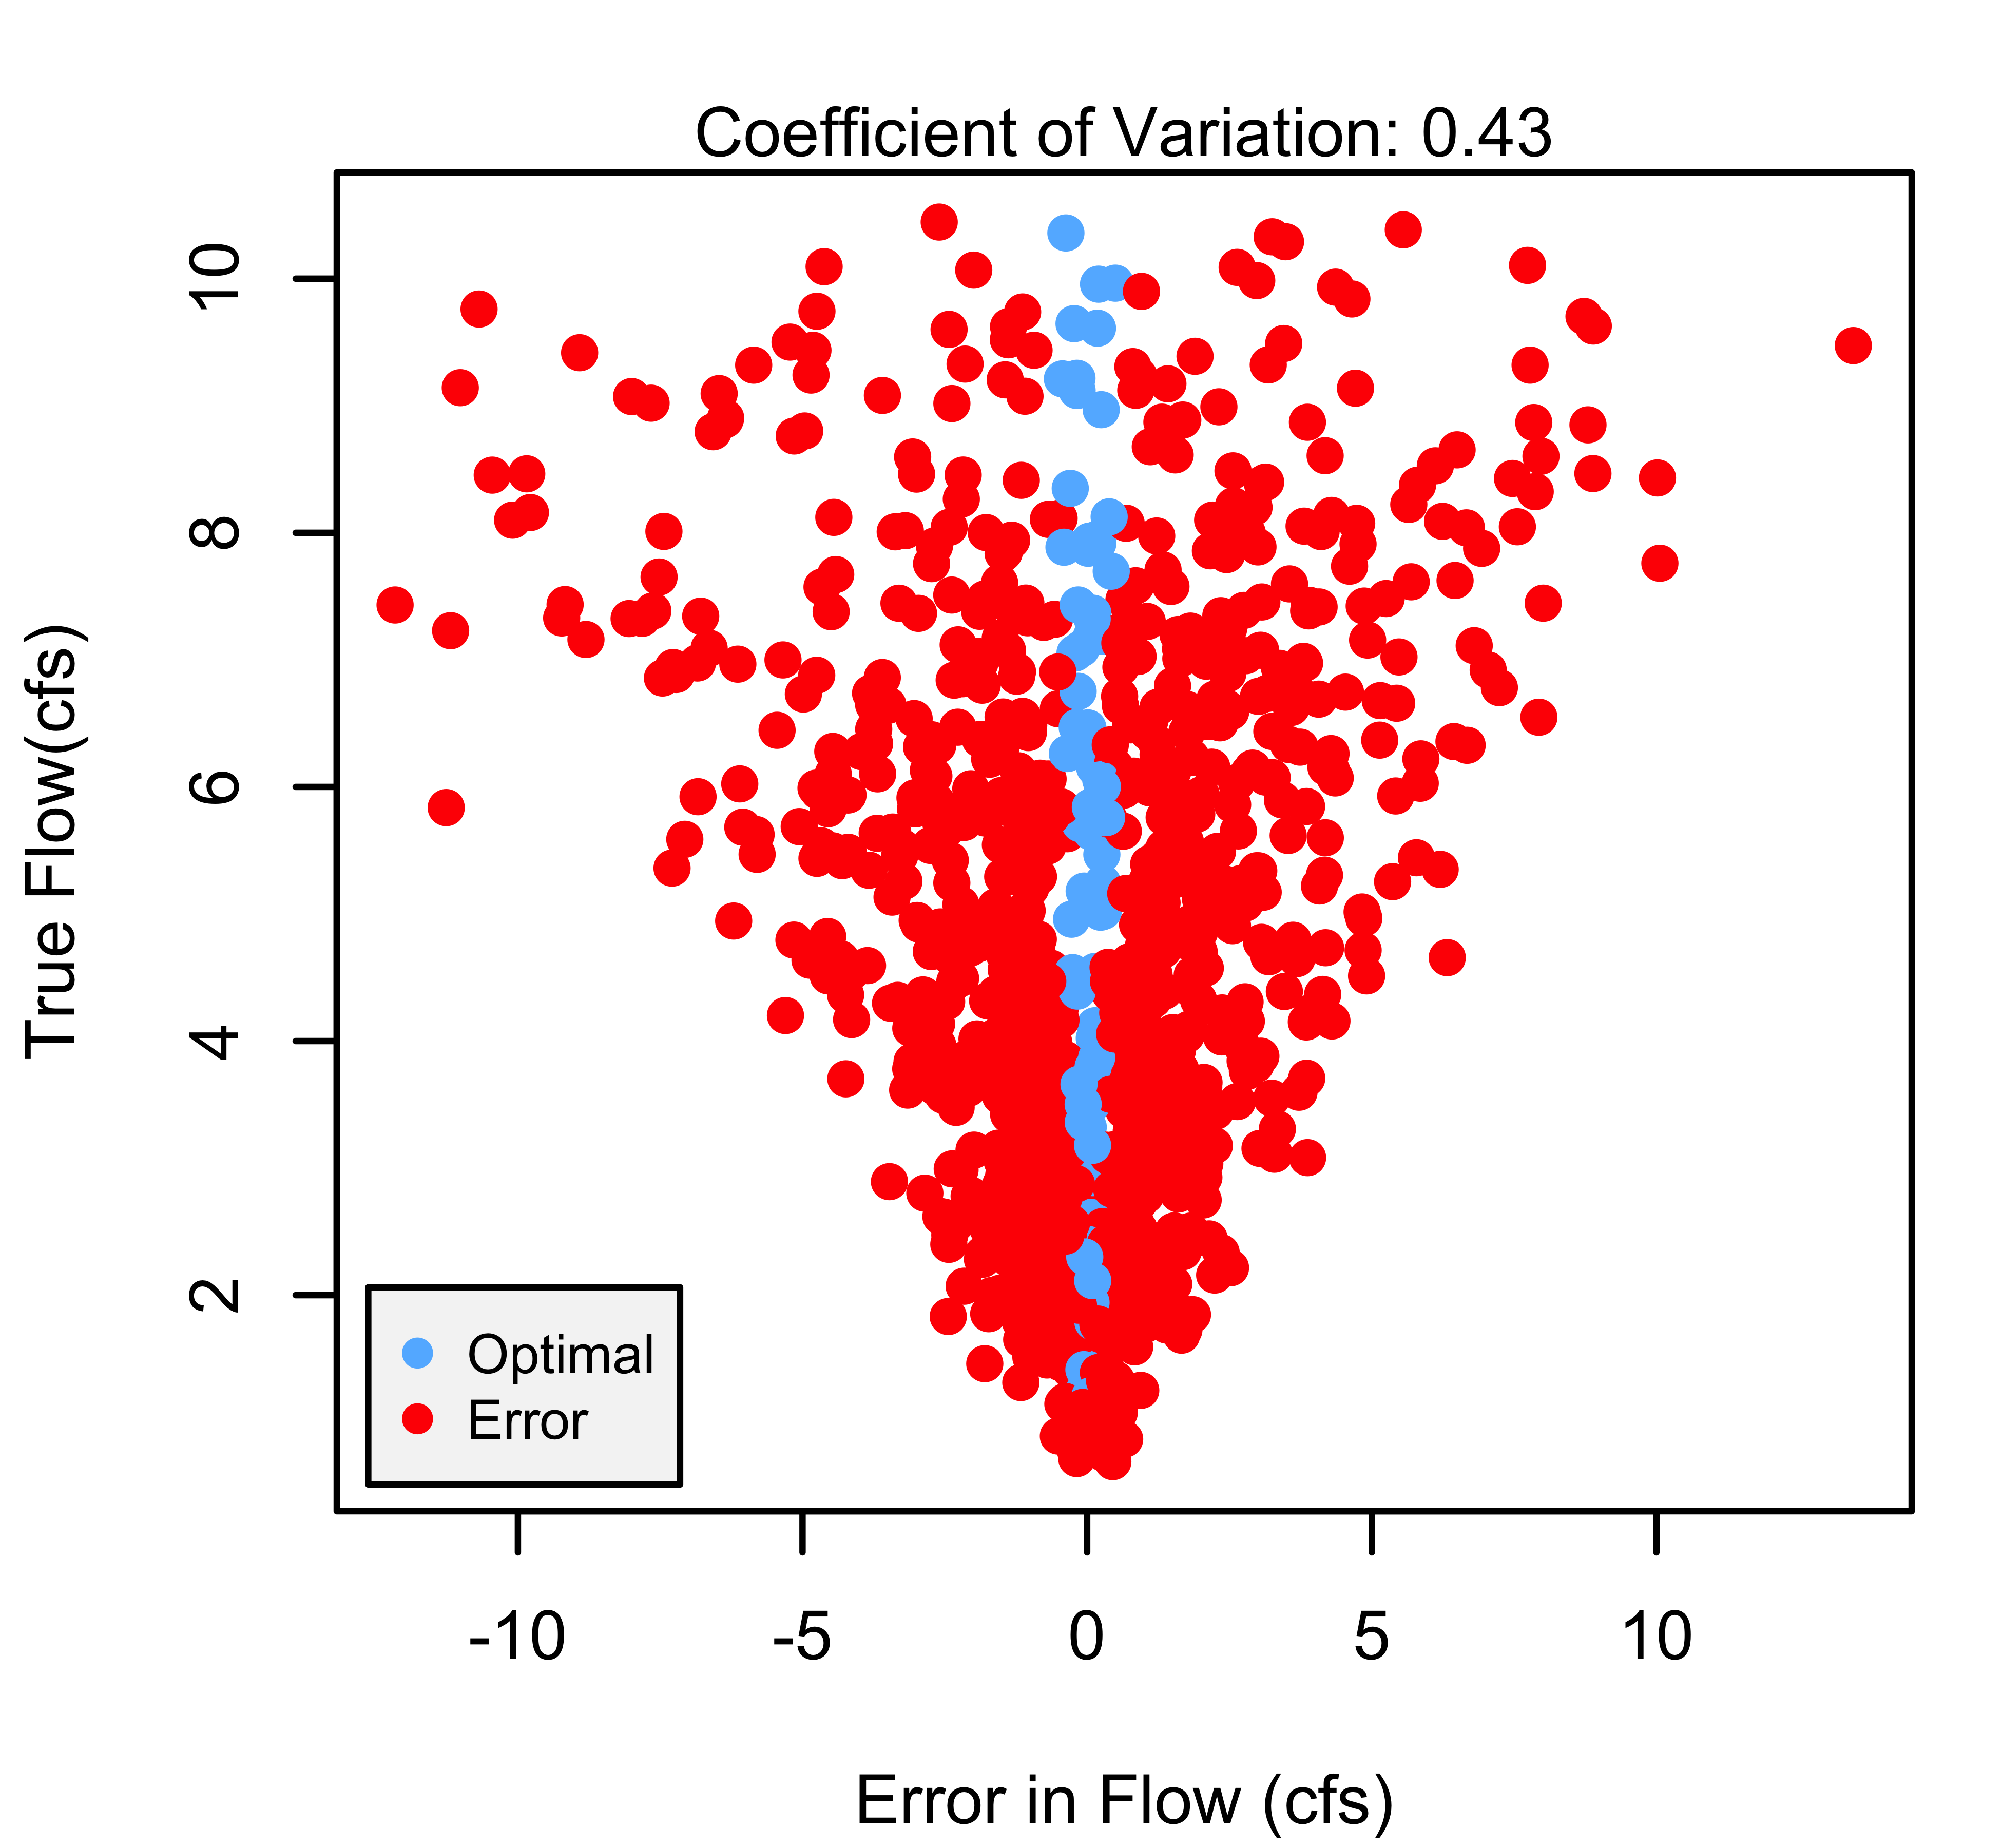 Coefficient of Variation: 0.43
True Flow(cfs)
10
8
6
4
2
Optimal
Error
-10 -5 0 5 10
Error in Flow (cfs)